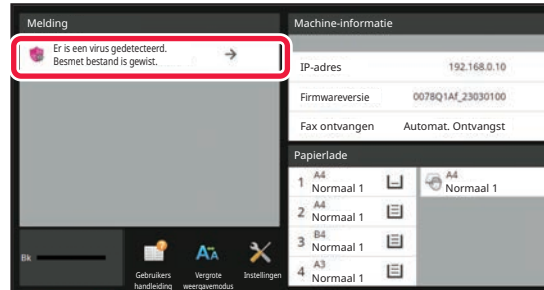 Melding
Er is een virus gedetecteerd.
Besmet bestand is gewist.
Machine-informatie
IP-adres 192.168.0.10
Firmwareversie 0078Q1Af_23030100
Fax ontvangen Automat. Ontvangst
Papierlade
1 A4
Normaal 1
A4
Normaal 1
2 A4
Normaal 1
3 B4
Normaal 1
4 A3
Normaal 1
Bk
Gebruikers
handleiding
Vergrote
weergavemodus
Instellingen